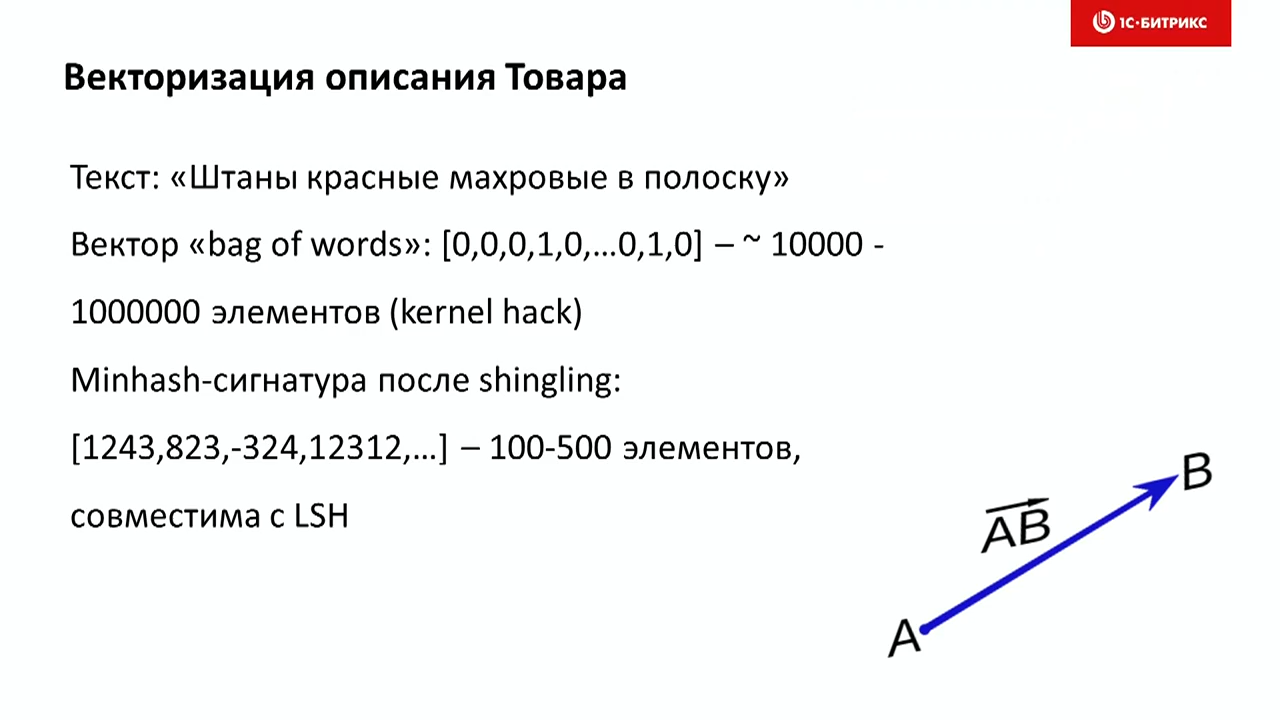 1С·БИТРИКС
Векторизация описания Товара
Текст: «Штаны красные махровые в полоску»
Вектор «bag of words»: [0,0,0,1,0,…0,1,0] – ~ 10000 -
1000000 элементов (kernel hack)
Minhash-сигнатура после shingling:
[1243,823,-324,12312,…] – 100-500 элементов,
совместима с LSH
B
AB
A